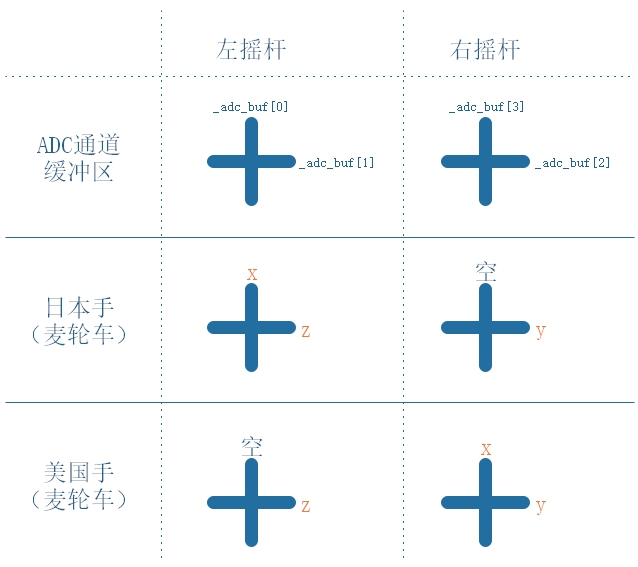 左摇杆
右摇杆
ADC通道
缓冲区
_adc_buf[0]
_adc_buf[1]
_adc_buf[3]
_adc_buf[2]
日本手
（麦轮车）
x
z
空
y
美国手
（麦轮车）
空
z
x
y